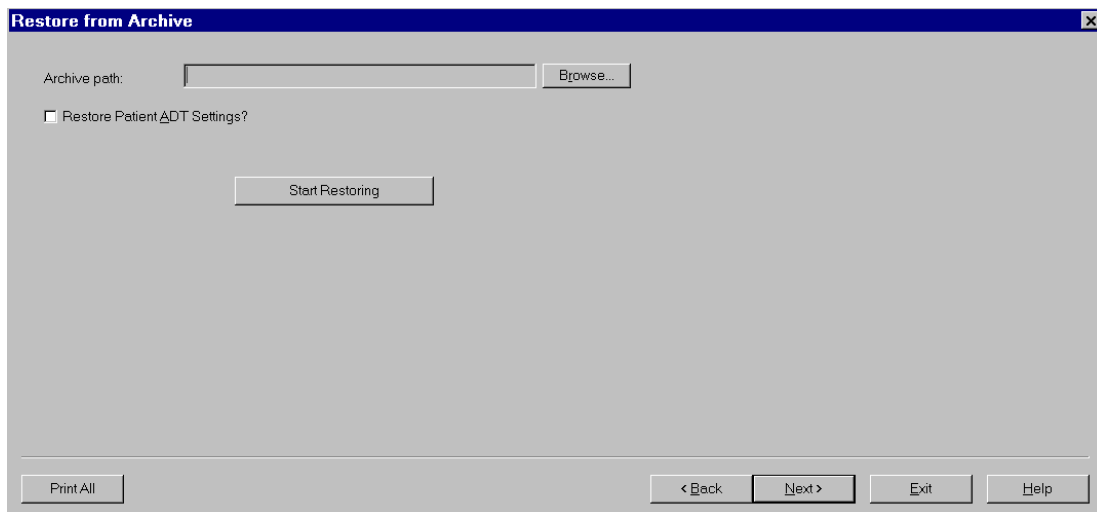 Restore from Archive
Archive path:
Browse...
Restore Patient ADT Settings?
Start Restoring
Print All
< Back
Next >
Exit
Help